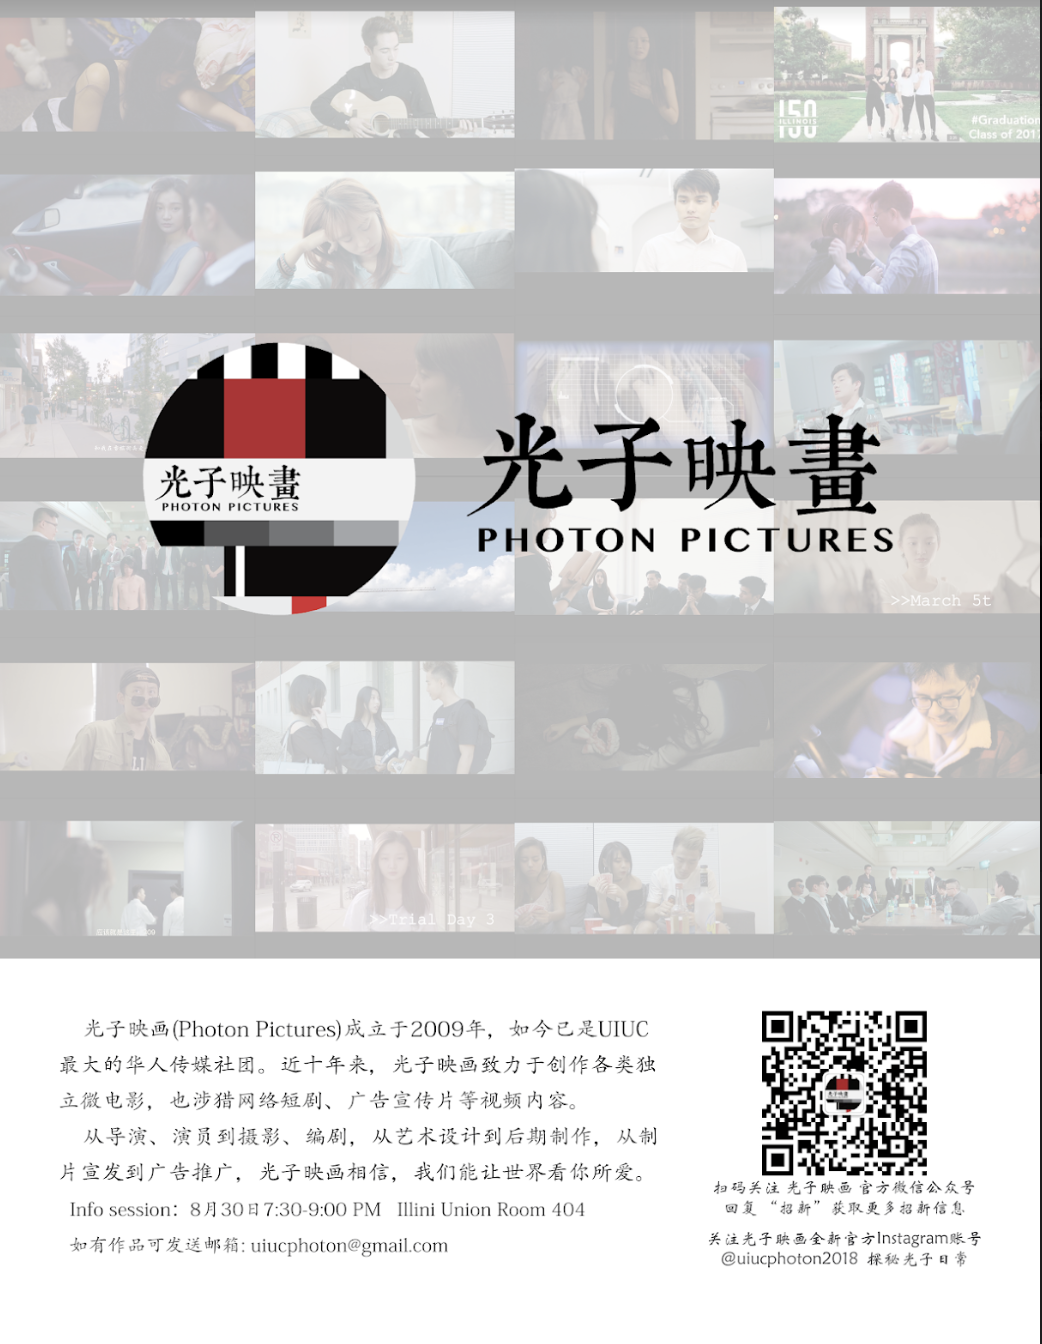 150
ILLINOIS
#Graduation
Class of 2017
光子映畫
PHOTON PICTURES
光子映畫
PHOTON PICTURES
>>March 5t
>>Trial Day 3
光子映画(Photon Pictures)成立于2009年，如今已是UIUC
最大的华人传媒社团。近十年来，光子映画致力于创作各类独
立微电影，也涉猎网络短剧、广告宣传片等视频内容。
从导演、演员到摄影、编剧，从艺术设计到后期制作，从制
片宣发到广告推广，光子映画相信，我们能让世界看你所爱。
Info session：8月30日7:30-9:00 PM Illini Union Room 404
如有作品可发送邮箱: uiucphoton@gmail.com
光子映畫
扫码关注 光子映画 官方微信公众号
回复 “招新” 获取更多招新信息
关注光子映画全新官方Instagram账号
@uiucphoton2018 探秘光子日常